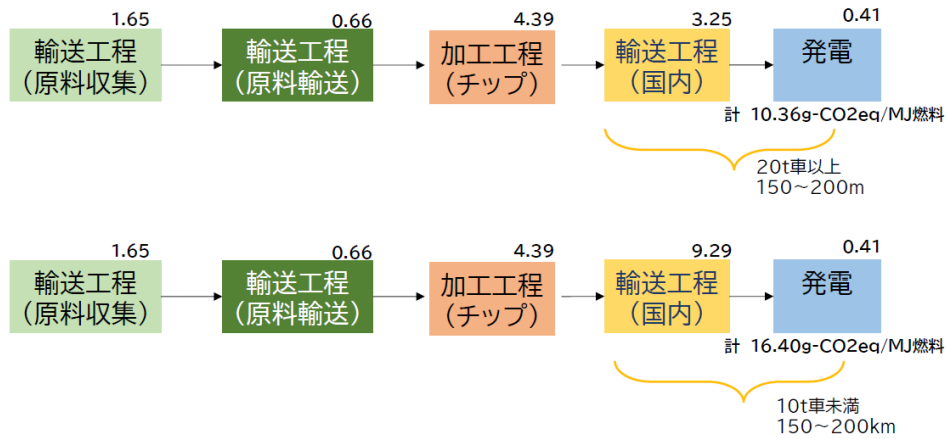 1.65
0.66
4.39
3.25
0.41
輸送工程
（原料収集）
輸送工程
（原料輸送）
加工工程
（チップ）
輸送工程
（国内）
発電
計 10.36g-CO2eq/MJ燃料
20t車以上
150～200m
1.65
0.66
4.39
9.29
0.41
輸送工程
（原料収集）
輸送工程
（原料輸送）
加工工程
（チップ）
輸送工程
（国内）
発電
計 16.40g-CO2eq/MJ燃料
10t車未満
150～200km